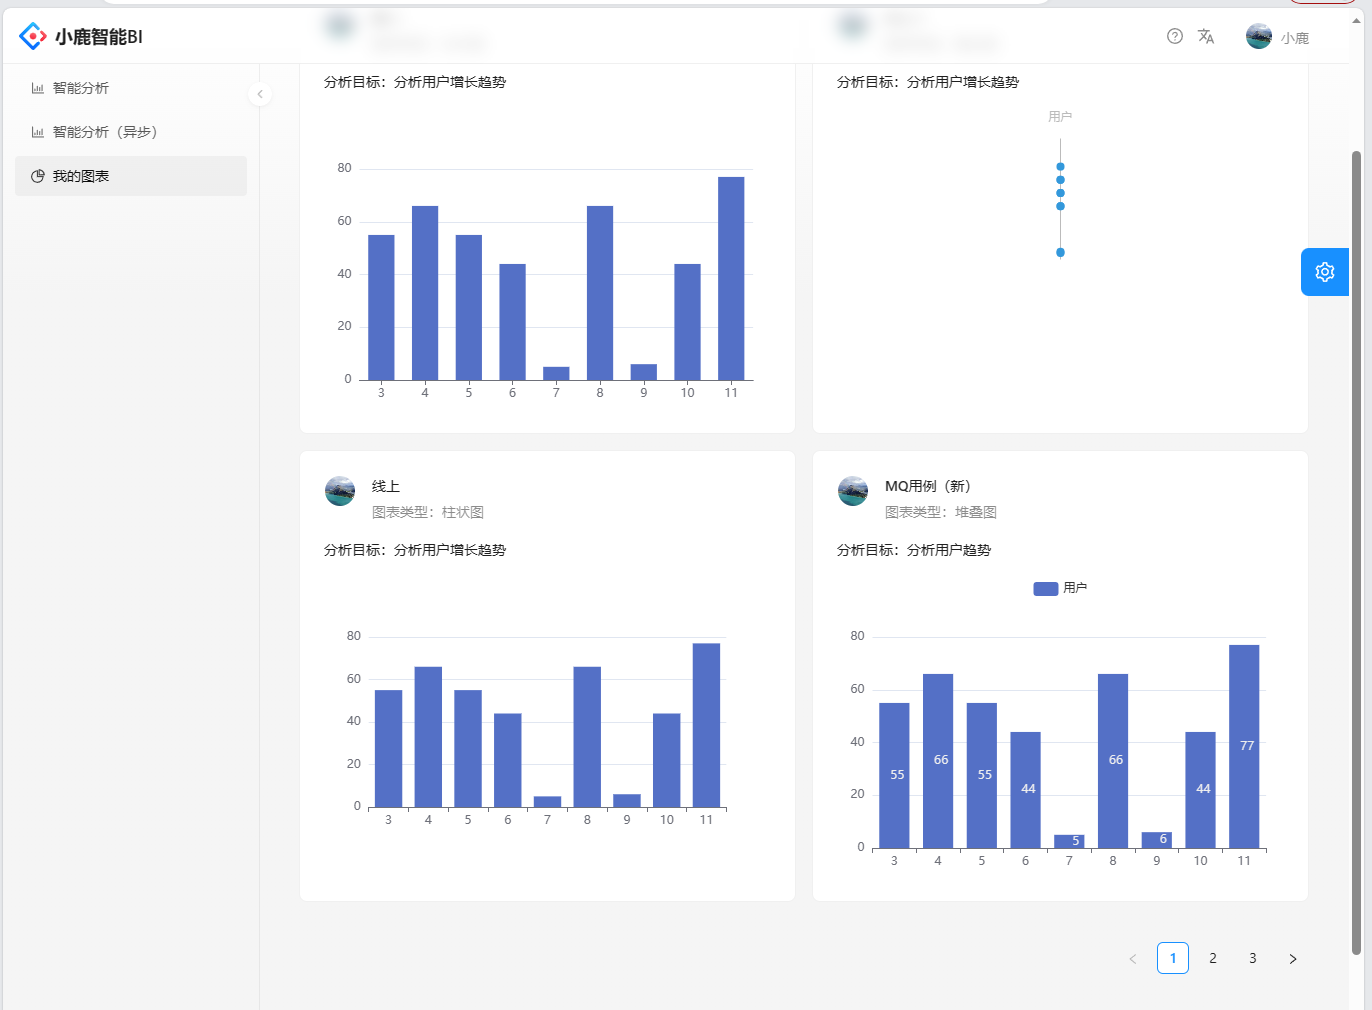 小鹿智能BI
小鹿
智能分析
智能分析（异步）
我的图表
分析目标：分析用户增长趋势
80
60
40
20
0
3 4 5 6 7 8 9 10 11
分析目标：分析用户增长趋势
用户
线上
图表类型：柱状图
分析目标：分析用户增长趋势
80
60
40
20
0
3 4 5 6 7 8 9 10 11
MQ用例（新）
图表类型：堆叠图
分析目标：分析用户趋势
用户
80
60
40
20
0
55 66 55 44 5 66 6 44 77
3 4 5 6 7 8 9 10 11
1 2 3